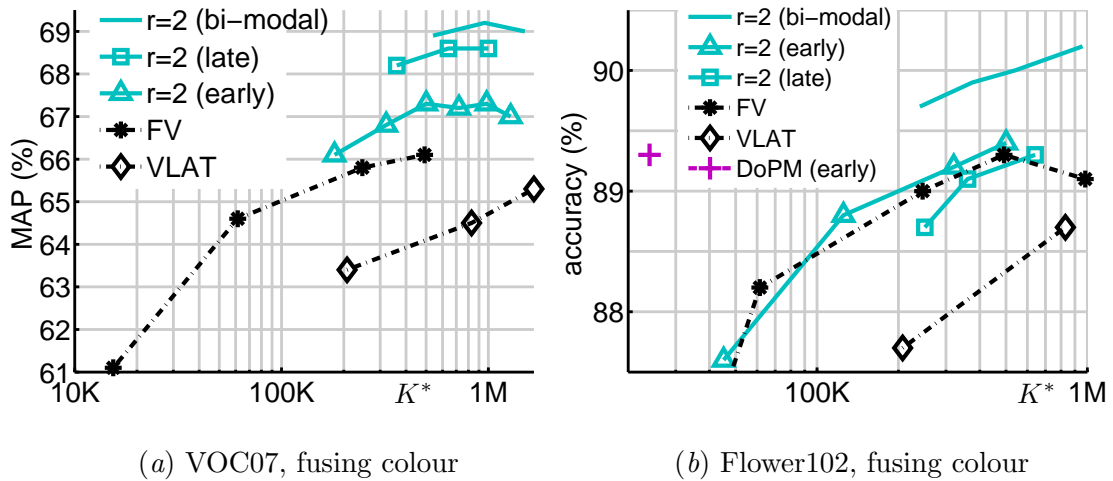 MAP (%)
69
68
67
66
65
64
63
62
61
r=2 (bi−modal)
r=2 (late)
r=2 (early)
FV
VLAT
10K
100K
K*
1M
(a) VOC07, fusing colour
accuracy (%)
90
89
88
r=2 (bi−modal)
r=2 (early)
r=2 (late)
FV
VLAT
DoPM (early)
100K
K*
1M
(b) Flower102, fusing colour